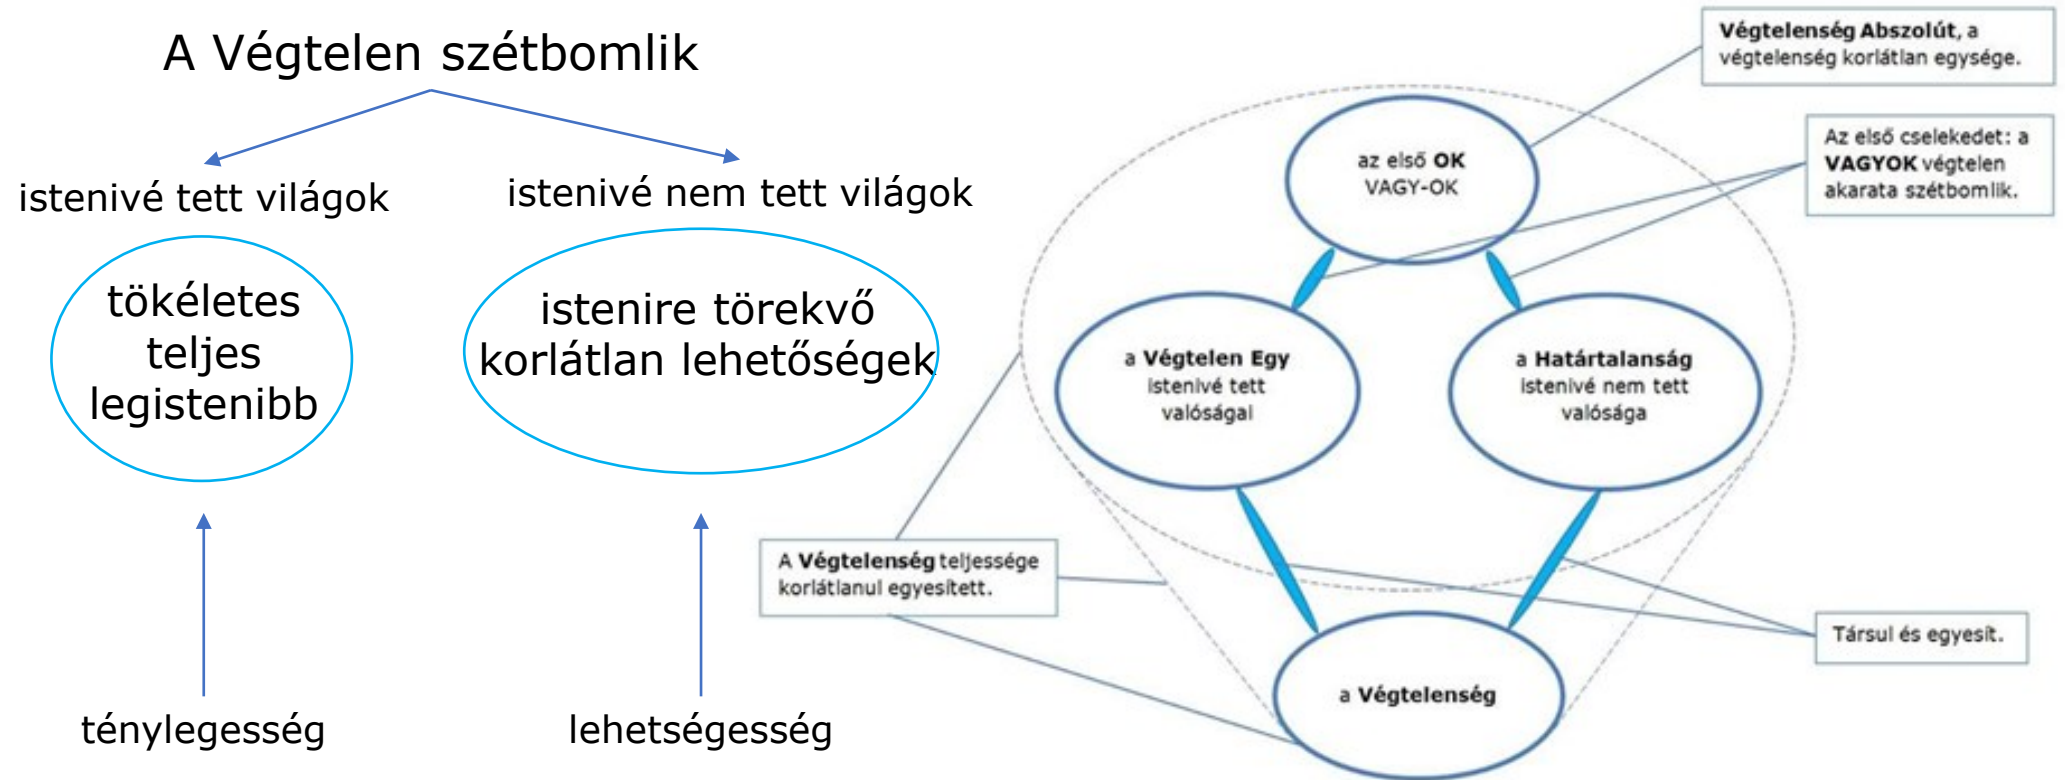 A Végtelen szétbomlik
istenivé tett világok
istenivé nem tett világok
tökéletes
teljes
legistenibb
istenire törekvő
korlátlan lehetőségek
ténylegesség
lehetségesség
Végtelenség Abszolút, a
végtelenség korlátlan egysége.
az első OK
VAGY-OK
Az első cselekedet: a
VAGYOK végtelen
akarata szétbomlik.
a Végtelen Egy
istenivé tett
valóságai
a Határtalanság
istenivé nem tett
valósága
A Végtelenség teljessége
korlátlanul egyesített.
Társul és egyesít.
a Végtelenség